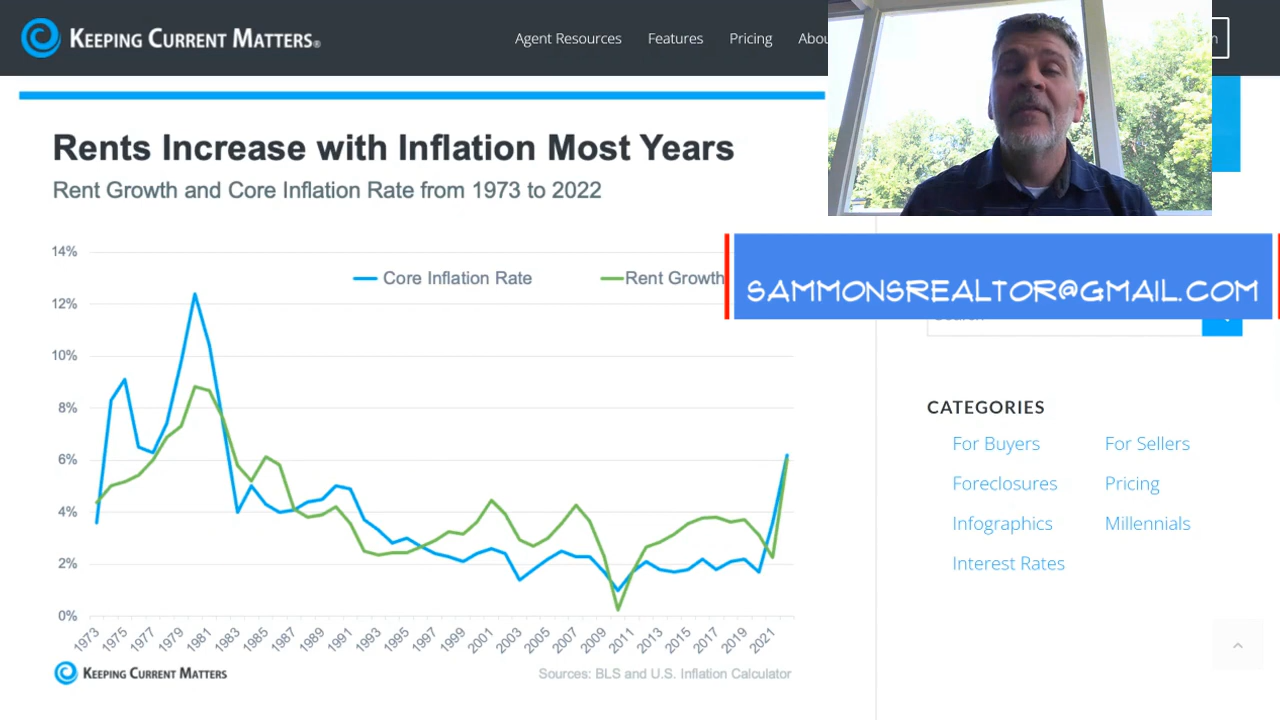 KEEPING CURRENT MATTERS®
Agent Resources
Features
Pricing
Rents Increase with Inflation Most Years
Rent Growth and Core Inflation Rate from 1973 to 2022
14%
Core Inflation Rate
Rent Growth
SAMMONSREALTOR@GMAIL.COM
12%
10%
8%
6%
4%
2%
0%
1973
1975
1977
1979
1981
1983
1985
1987
1989
1991
1993
1995
1997
1999
2001
2003
2005
2007
2009
2011
2013
2015
2017
2019
2021
KEEPING CURRENT MATTERS
Sources: BLS and U.S. Inflation Calculator
CATEGORIES
For Buyers
For Sellers
Foreclosures
Pricing
Infographics
Millennials
Interest Rates